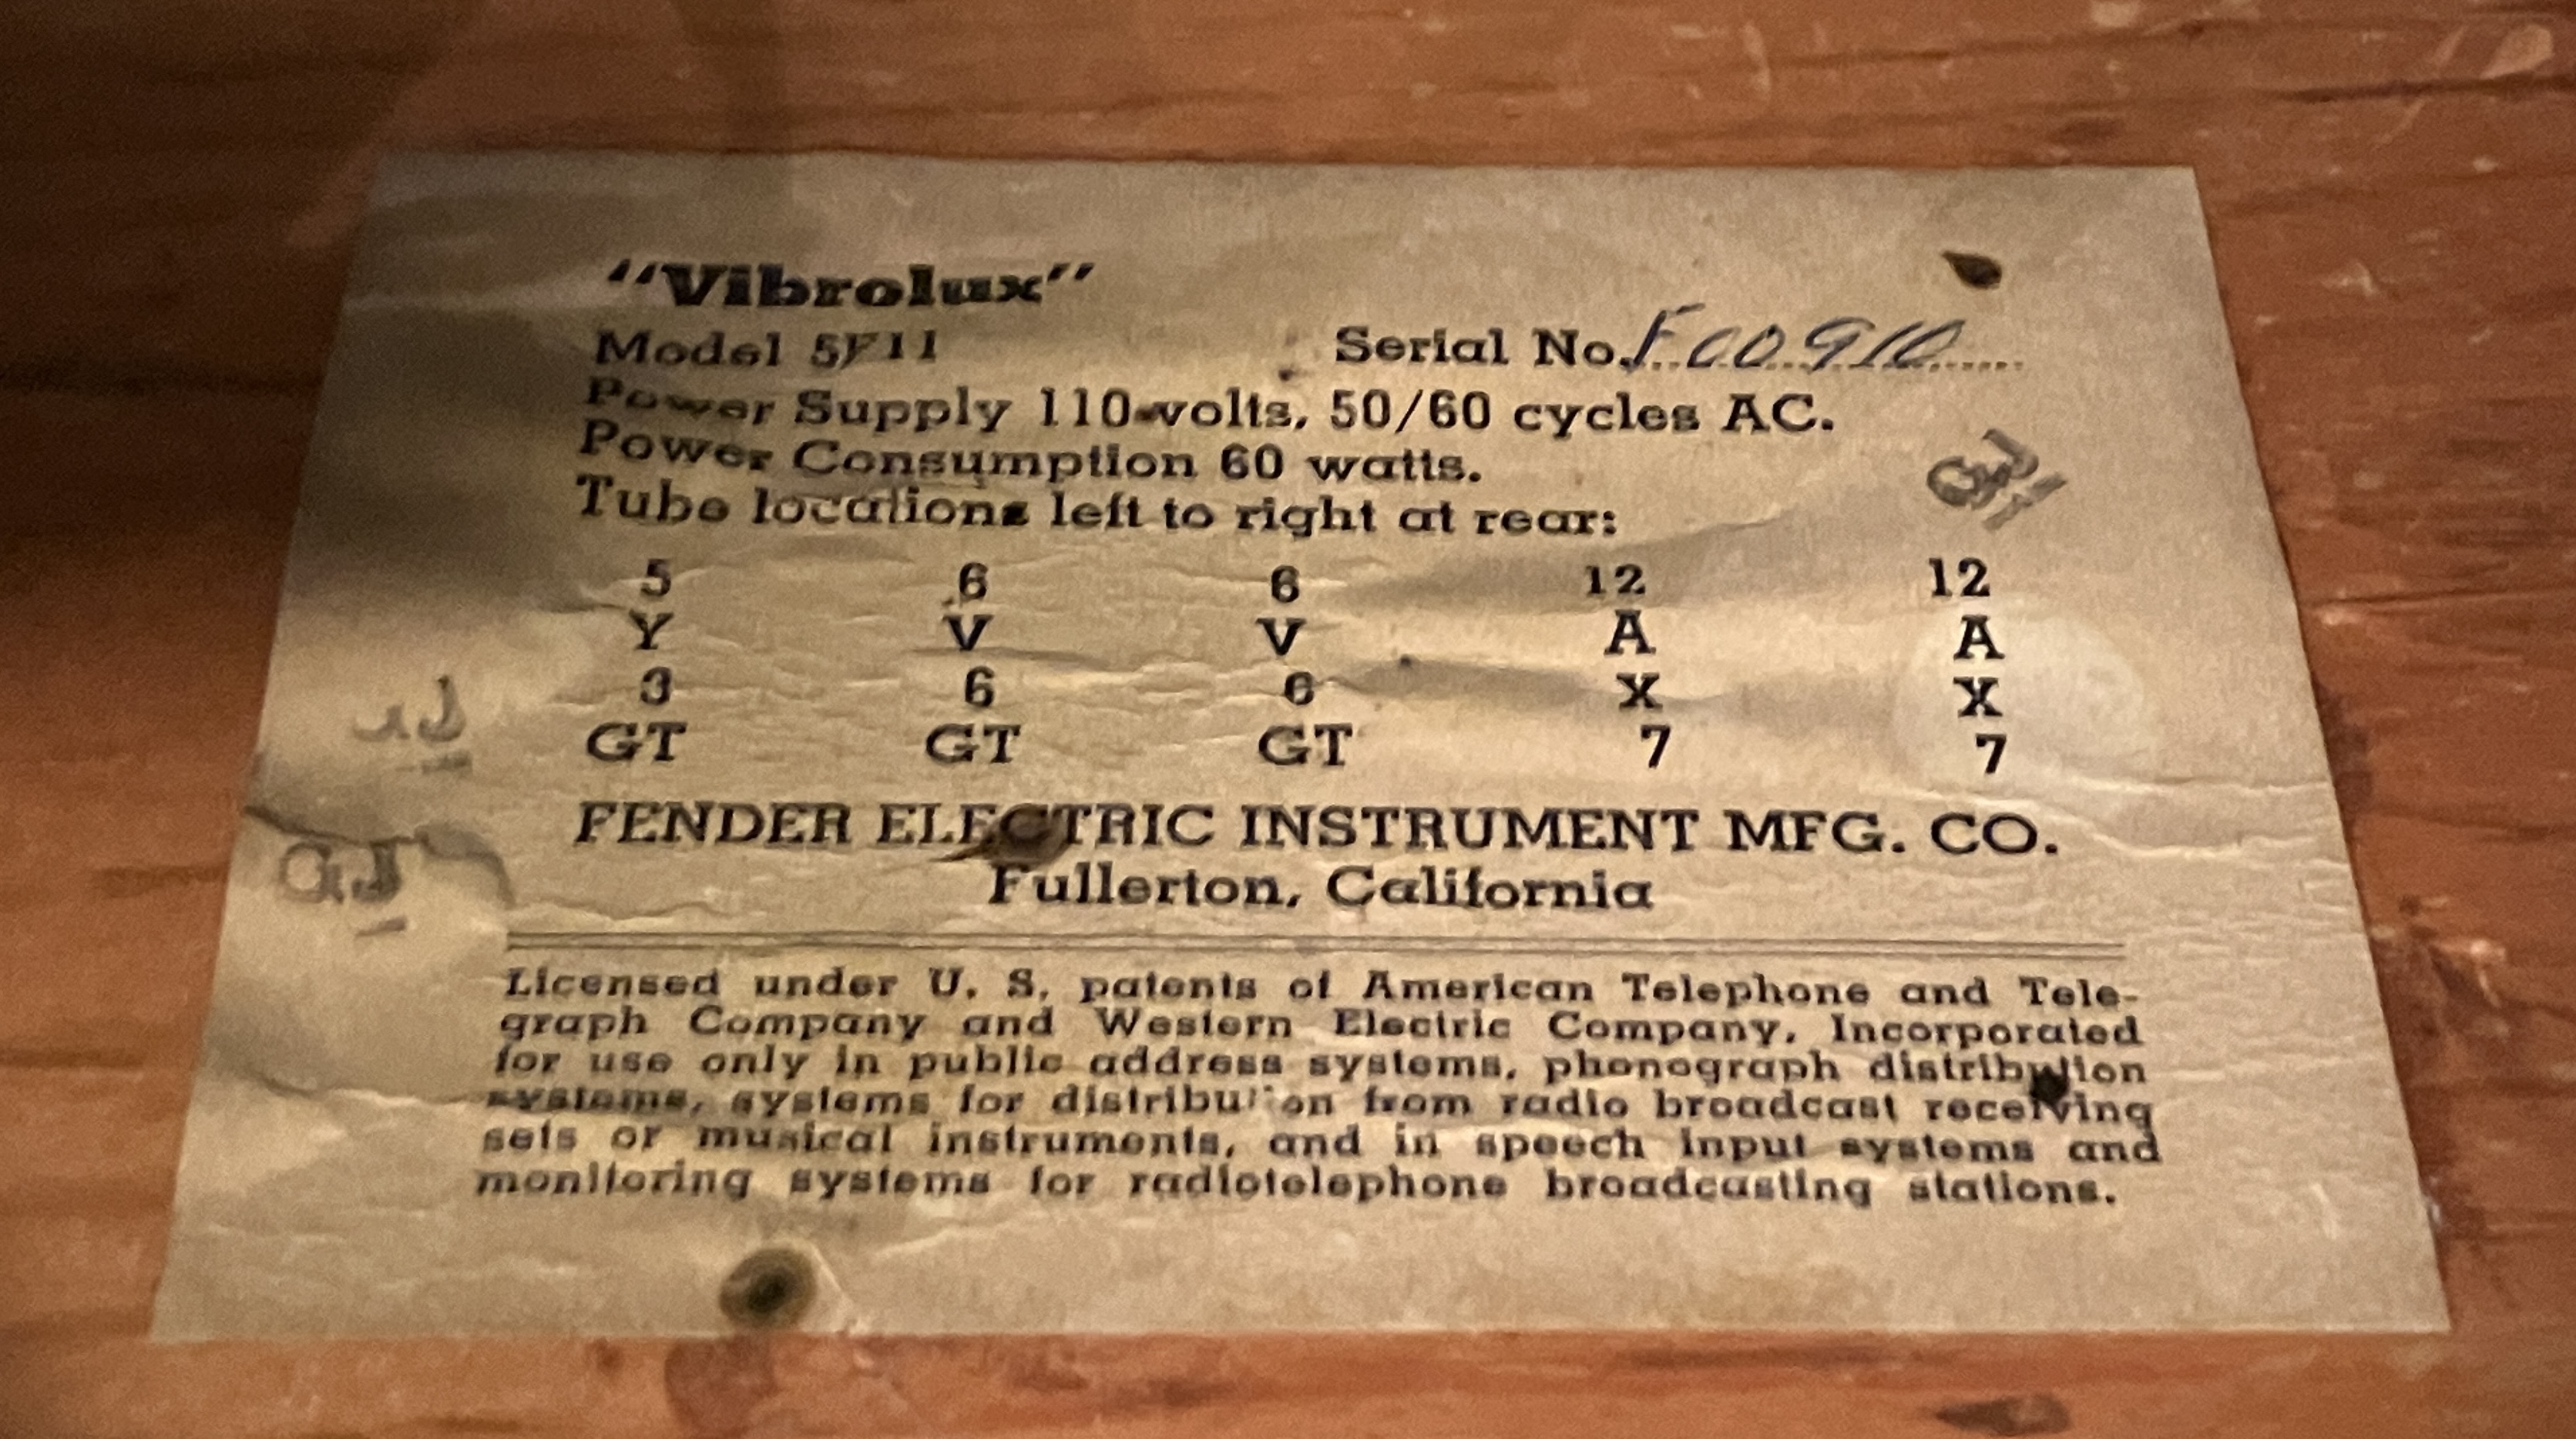 "Vibrolux"
Model 5F11 Serial No. F00910
Power Supply 110 volts, 50/60 cycles AC.
Power Consumption 60 watts.
Tube locations left to right at rear:
5 6 6 12 12
Y V V A A
3 6 6 X X
GT GT GT 7 7
FENDER ELECTRIC INSTRUMENT MFG. CO.
Fullerton, California
Licensed under U. S. patents of American Telephone and Tele-
graph Company and Western Electric Company, Incorporated
for use only in public address systems, phonograph distribution
systems, systems for distribution from radio broadcast receiving
sets or musical instruments, and in speech input systems and
monitoring systems for radiotelephone broadcasting stations.